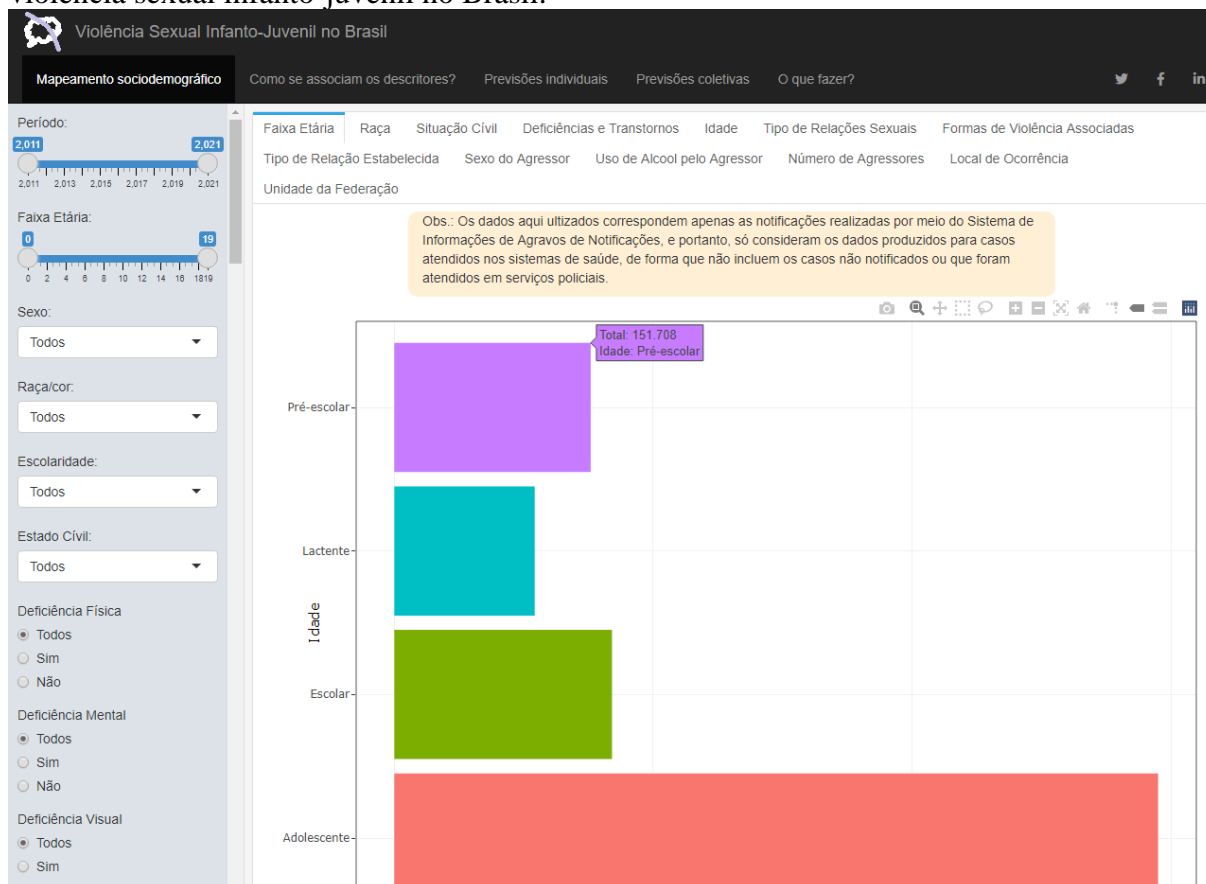 violência sexual infanto-juvenil no Brasil.
Violência Sexual Infanto-Juvenil no Brasil
Mapeamento sociodemográfico Como se associam os descritores? Previsões individuais Previsões coletivas O que fazer?
Período:
2,011 2,021
2,011 2,013 2,015 2,017 2,019 2,021
Faixa Etária:
0 19
0 2 4 6 8 10 12 14 16 1819
Sexo:
Todos
Raça/cor:
Todos
Escolaridade:
Todos
Estado Cívil:
Todos
Deficiência Física
Todos
Sim
Não
Deficiência Mental
Todos
Sim
Não
Deficiência Visual
Todos
Sim
Faixa Etária Raça Situação Cívil Deficiências e Transtornos Idade Tipo de Relações Sexuais Formas de Violência Associadas
Tipo de Relação Estabelecida Sexo do Agressor Uso de Alcool pelo Agressor Número de Agressores Local de Ocorrência
Unidade da Federação
Obs.: Os dados aqui ultizados correspondem apenas as notificações realizadas por meio do Sistema de
Informações de Agravos de Notificações, e portanto, só consideram os dados produzidos para casos
atendidos nos sistemas de saúde, de forma que não incluem os casos não notificados ou que foram
atendidos em serviços policiais.
Total: 151.708
Idade: Pré-escolar
Pré-escolar
Lactente
Idade
Escolar
Adolescente